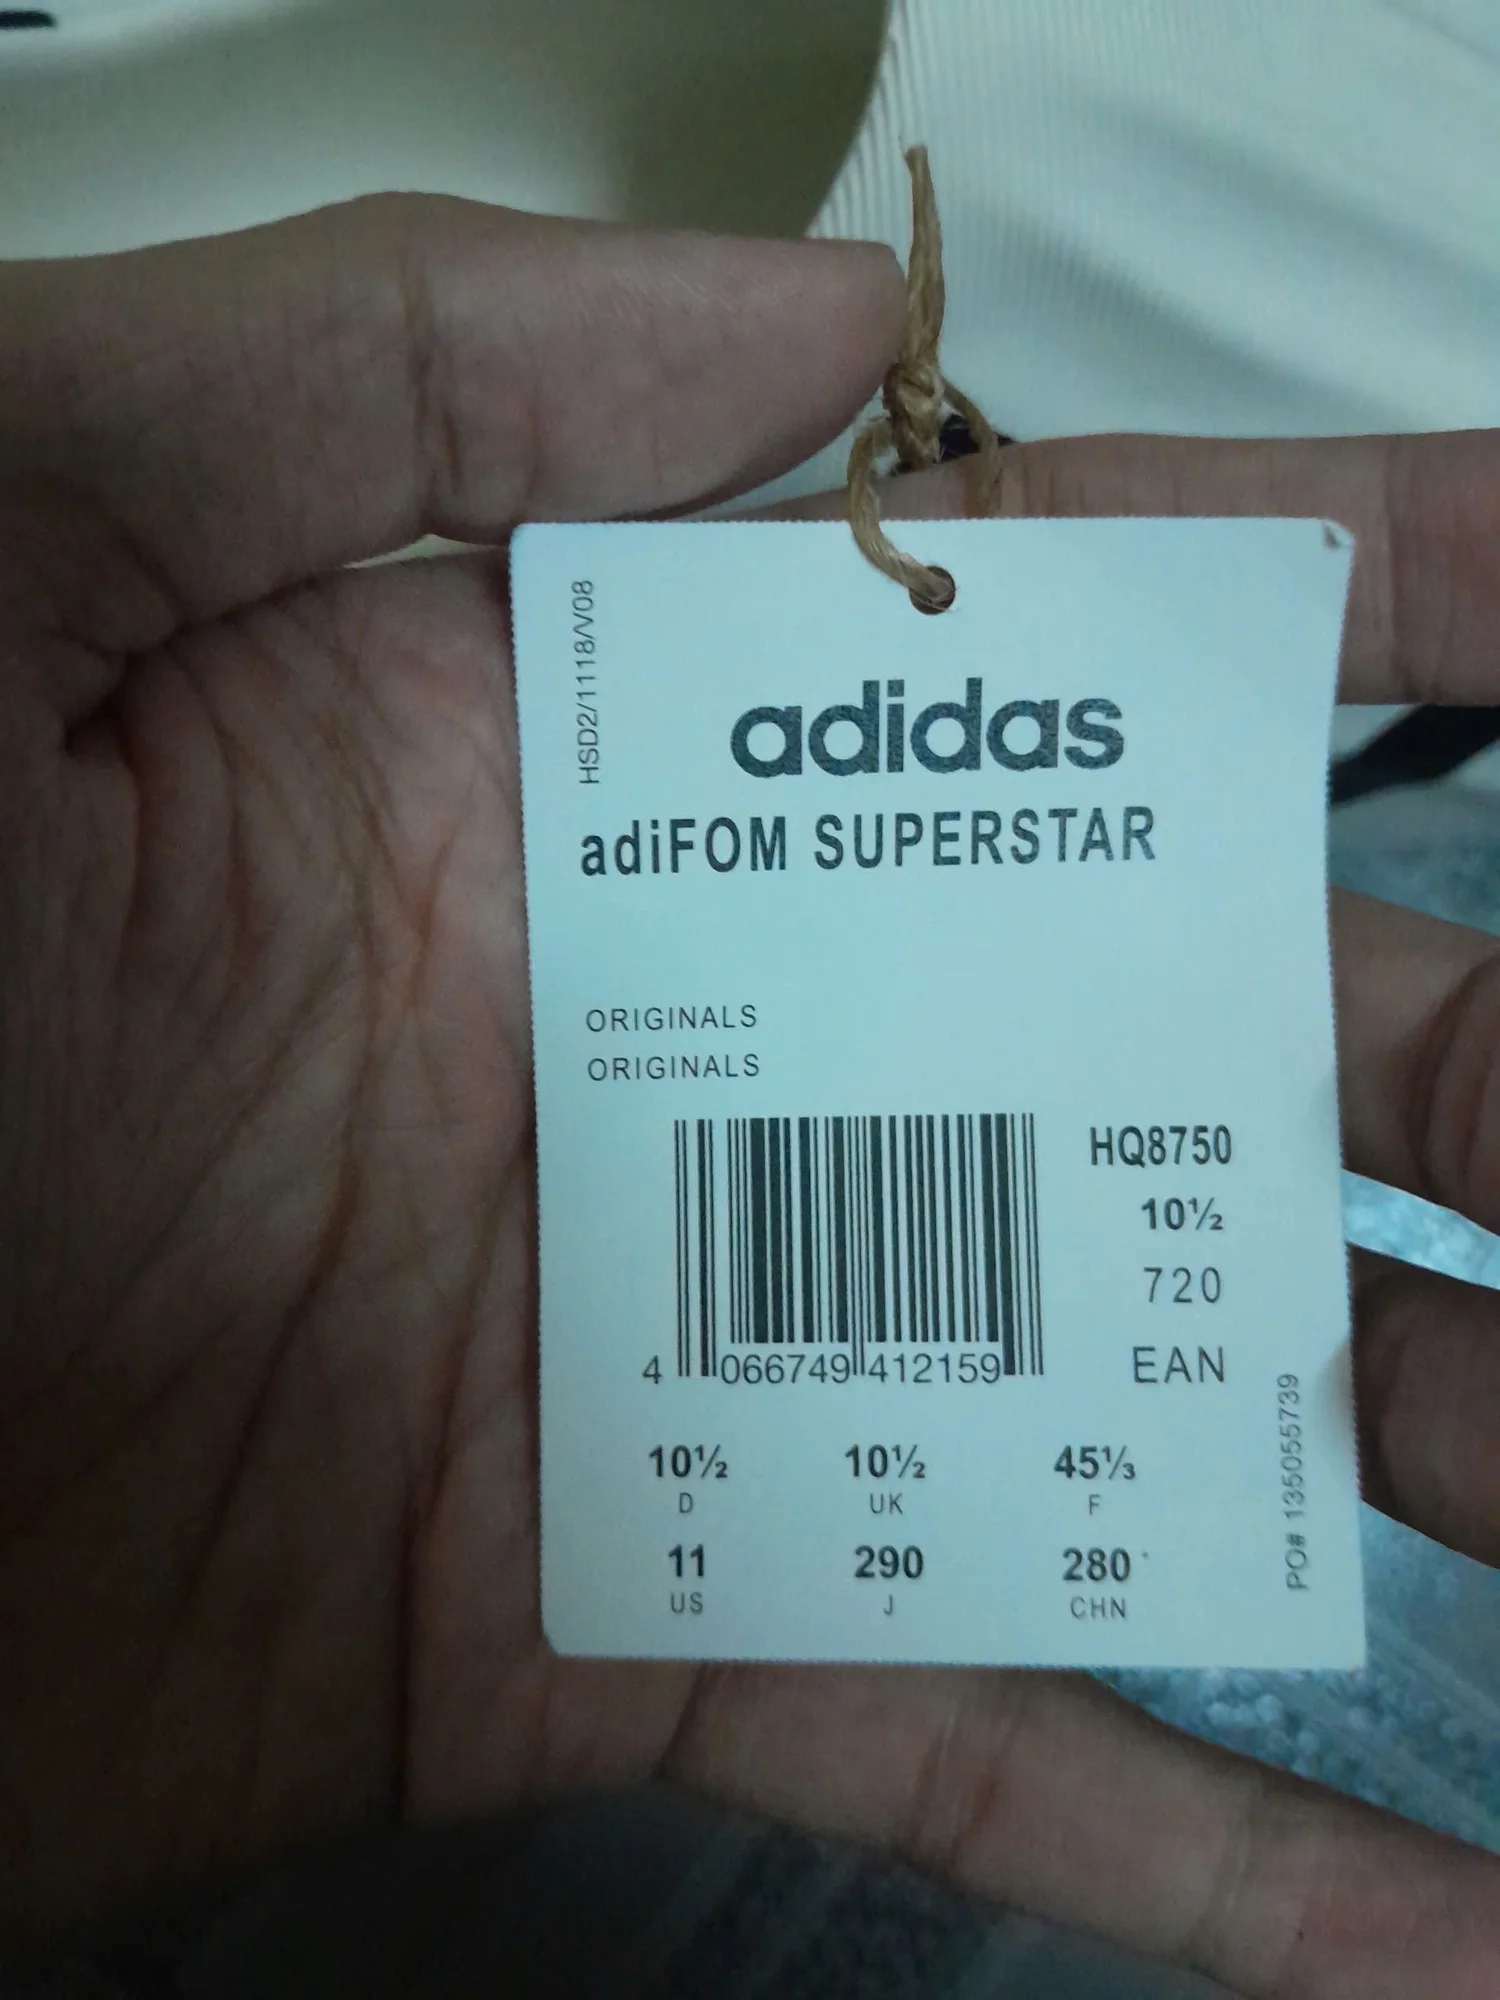 HSD2/1118/V08
adidas
adiFOM SUPERSTAR
ORIGINALS
ORIGINALS
HQ8750
10½
720
EAN
4 066749 412159
10½ 10½ 45⅓
D UK F
11 290 280
US J CHN
PO# 135055739